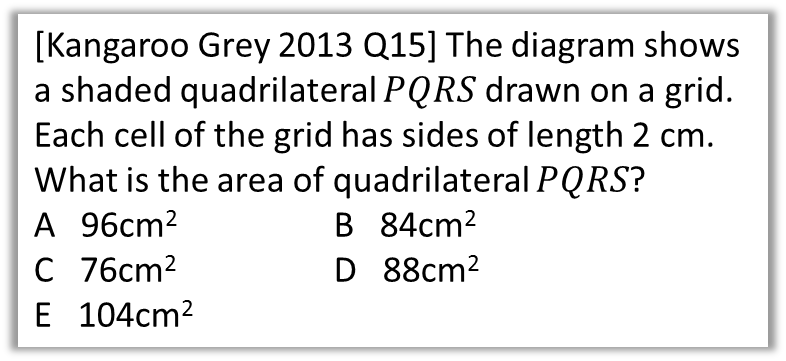 [Kangaroo Grey 2013 Q15] The diagram shows
a shaded quadrilateral PQRS drawn on a grid.
Each cell of the grid has sides of length 2 cm.
What is the area of quadrilateral PQRS?
A 96cm² B 84cm²
C 76cm² D 88cm²
E 104cm²